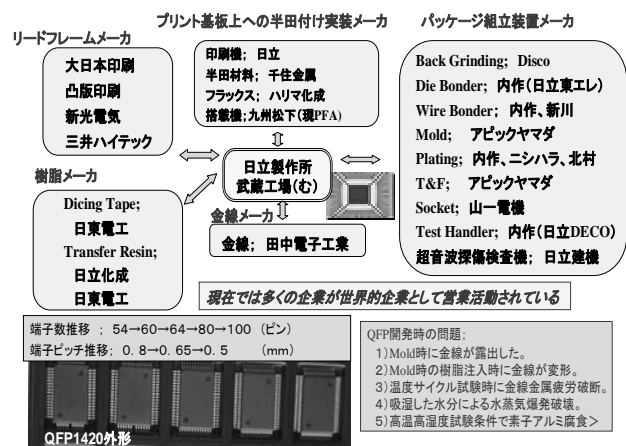 プリント基板上への半田付け実装メーカ
印刷機；日立
半田材料；千住金属
フラックス；ハリマ化成
搭載機；九州松下（現PFA）
パッケージ組立装置メーカ
Back Grinding; Disco
Die Bonder; 内作（日立東エレ）
Wire Bonder; 内作、新川
Mold; アピックヤマダ
Plating; 内作、ニシハラ、北村
T&F; アピックヤマダ
Socket; 山一電機
Test Handler; 内作（日立DECO）
超音波探傷検査機；日立建機
リードフレームメーカ
大日本印刷
凸版印刷
新光電気
三井ハイテック
日立製作所
武蔵工場（む）
樹脂メーカ
Dicing Tape;
日東電工
Transfer Resin;
日立化成
日東電工
金線メーカ
金線；田中電子工業
現在では多くの企業が世界的企業として営業活動されている
端子数推移 ；54→60→64→80→100 （ピン）
端子ピッチ推移；0.8→0.65→0.5 （mm）
QFP1420外形
QFP開発時の問題；
1）Mold時に金線が露出した。
2）Mold時の樹脂注入時に金線が変形。
3）温度サイクル試験時に金線金属疲労破断。
4）吸湿した水分による水蒸気爆発破壊。
5）高温高湿度試験条件で素子アルミ腐食＞